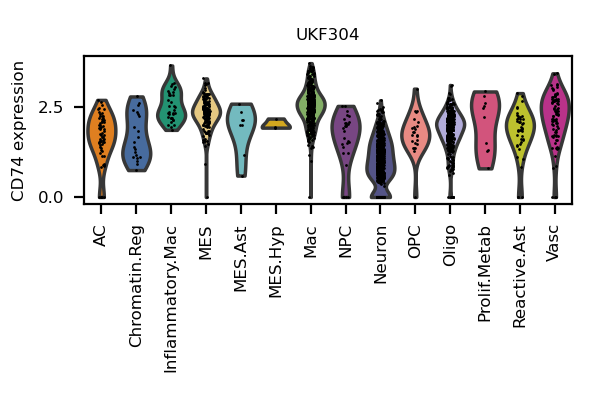 UKF304
CD74 expression
2.5
0.0
AC
Chromatin.Reg
Inflammatory.Mac
MES
MES.Ast
MES.Hyp
Mac
NPC
Neuron
OPC
Oligo
Prolif.Metab
Reactive.Ast
Vasc